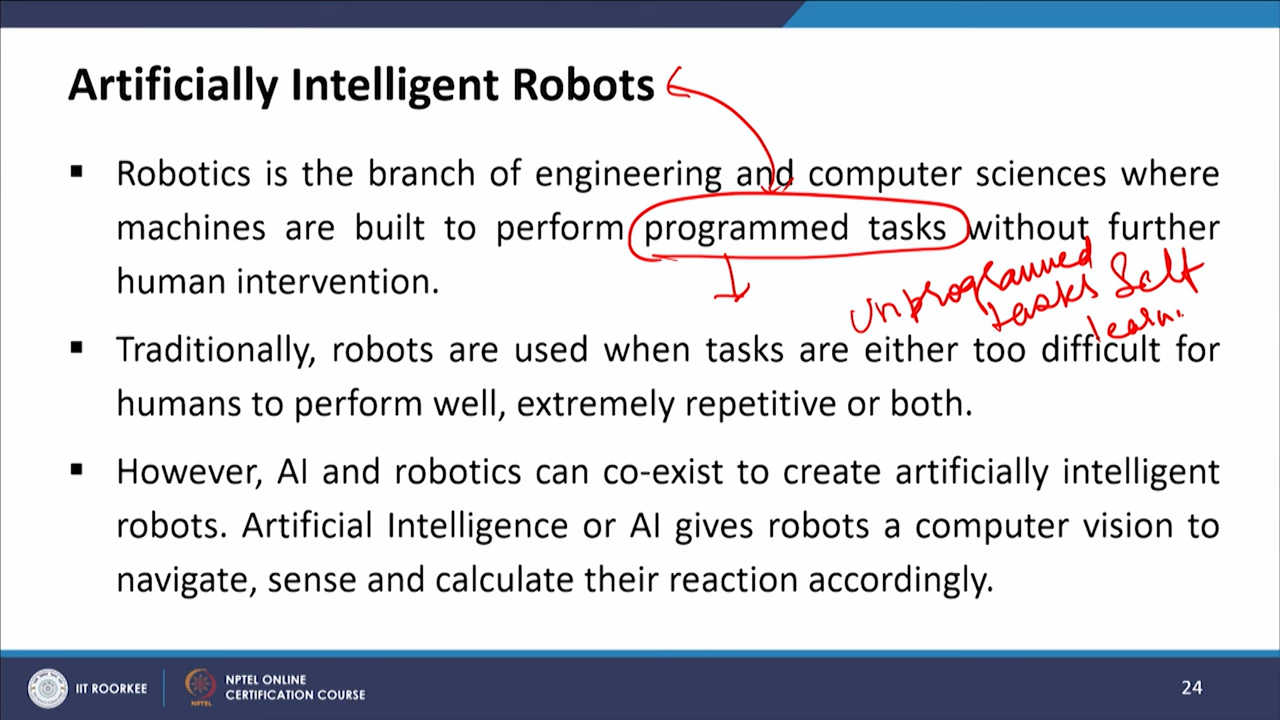 Artificially Intelligent Robots
▪ Robotics is the branch of engineering and computer sciences where
machines are built to perform programmed tasks without further
human intervention.
unprogrammed
tasks Self
learn.
▪ Traditionally, robots are used when tasks are either too difficult for
humans to perform well, extremely repetitive or both.
▪ However, AI and robotics can co-exist to create artificially intelligent
robots. Artificial Intelligence or AI gives robots a computer vision to
navigate, sense and calculate their reaction accordingly.
IIT ROORKEE
NPTEL
NPTEL ONLINE
CERTIFICATION COURSE
24